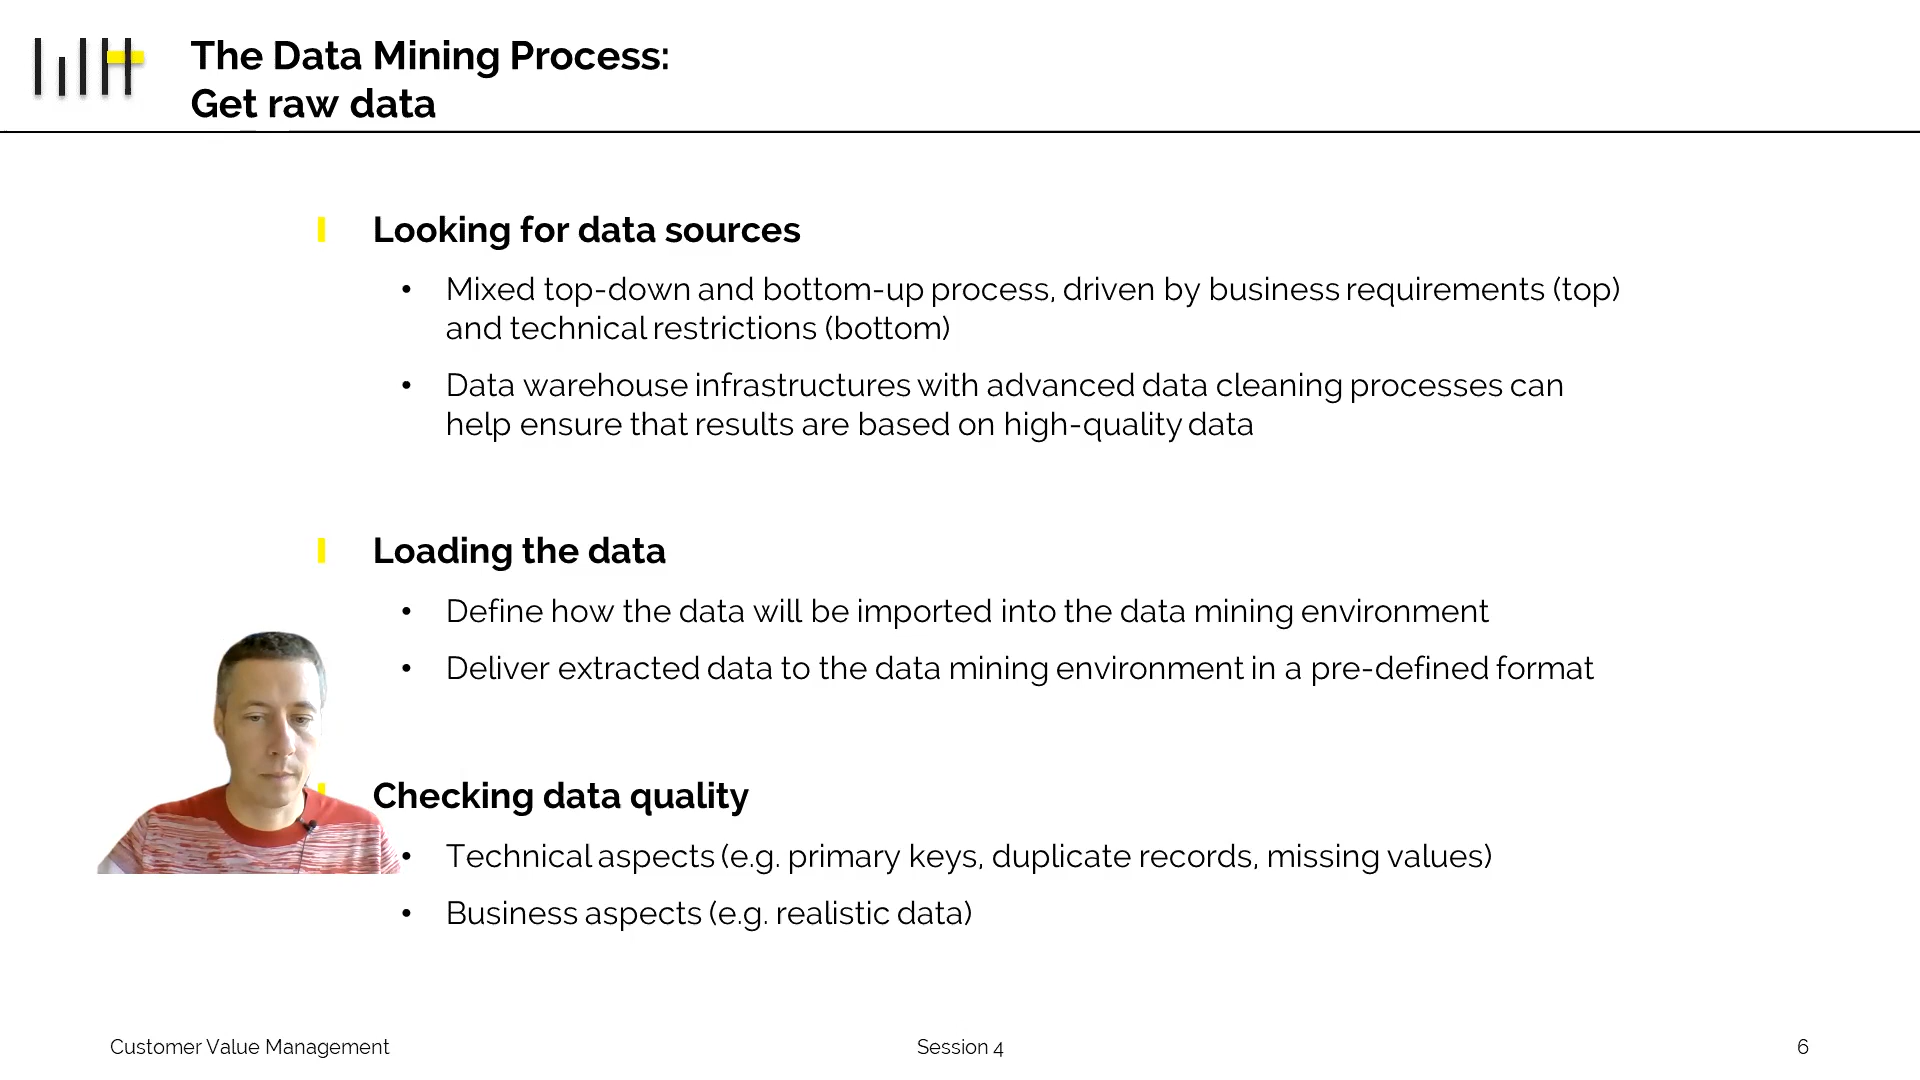 The Data Mining Process:
Get raw data
Looking for data sources
• Mixed top-down and bottom-up process, driven by business requirements (top)
and technical restrictions (bottom)
• Data warehouse infrastructures with advanced data cleaning processes can
help ensure that results are based on high-quality data
Loading the data
• Define how the data will be imported into the data mining environment
• Deliver extracted data to the data mining environment in a pre-defined format
Checking data quality
• Technical aspects (e.g. primary keys, duplicate records, missing values)
• Business aspects (e.g. realistic data)
Customer Value Management
Session 4
6